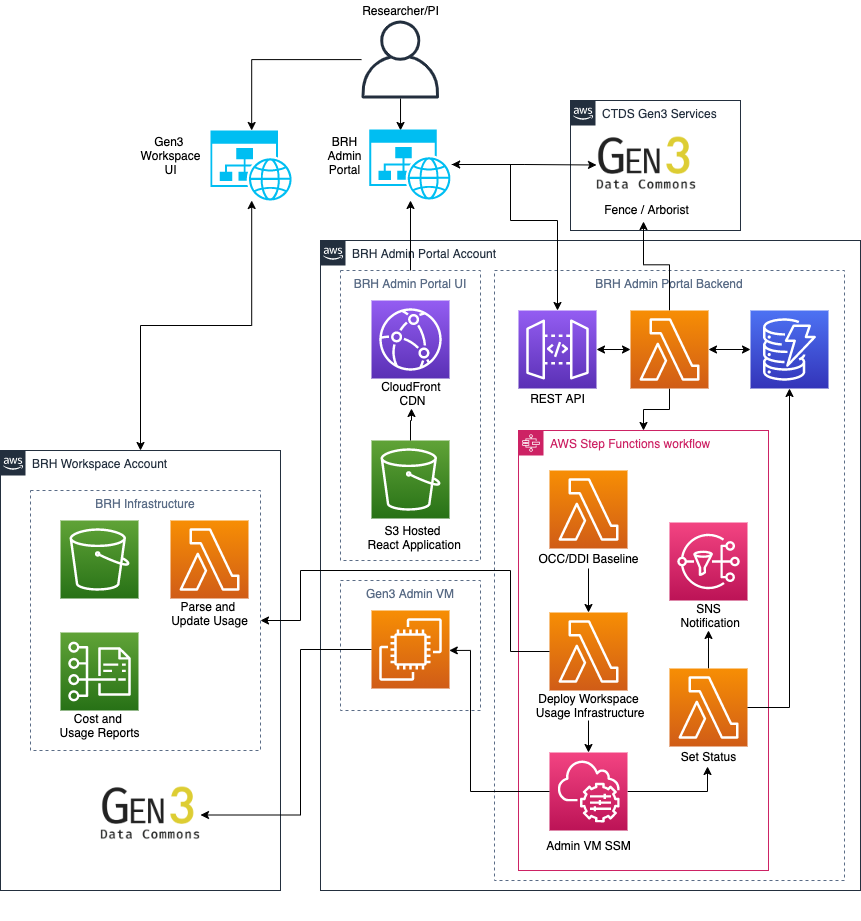 Researcher/PI
Gen3
Workspace
UI
BRH
Admin
Portal
aws
CTDS Gen3 Services
GEN3
Data Commons
Fence / Arborist
aws
BRH Admin Portal Account
BRH Admin Portal UI
CloudFront
CDN
S3 Hosted
React Application
BRH Admin Portal Backend
</>
REST API
AWS Step Functions workflow
OCC/DDI Baseline
Deploy Workspace
Usage Infrastructure
Admin VM SSM
SNS
Notification
Set Status
Gen3 Admin VM
aws
BRH Workspace Account
BRH Infrastructure
Parse and
Update Usage
Cost and
Usage Reports
GEN3
Data Commons